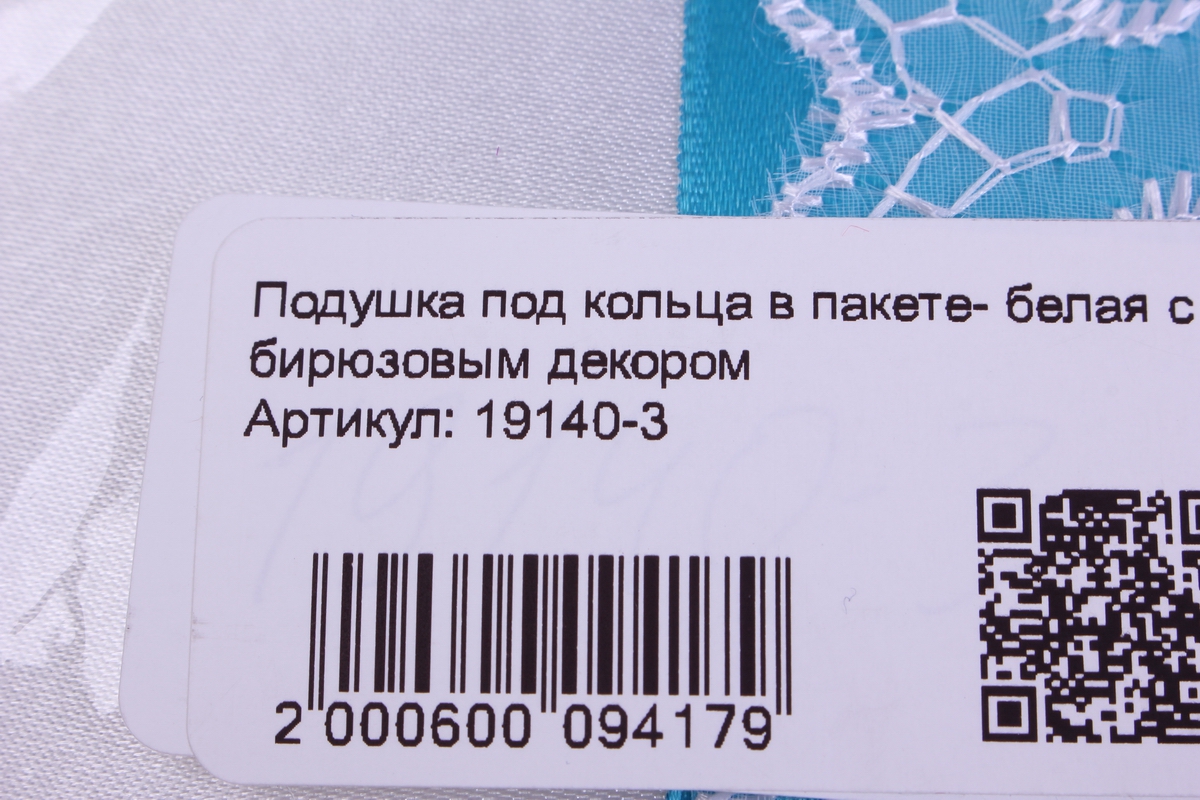 Подушка под кольца в пакете- белая с
бирюзовым декором
Артикул: 19140-3
2 000600 094179